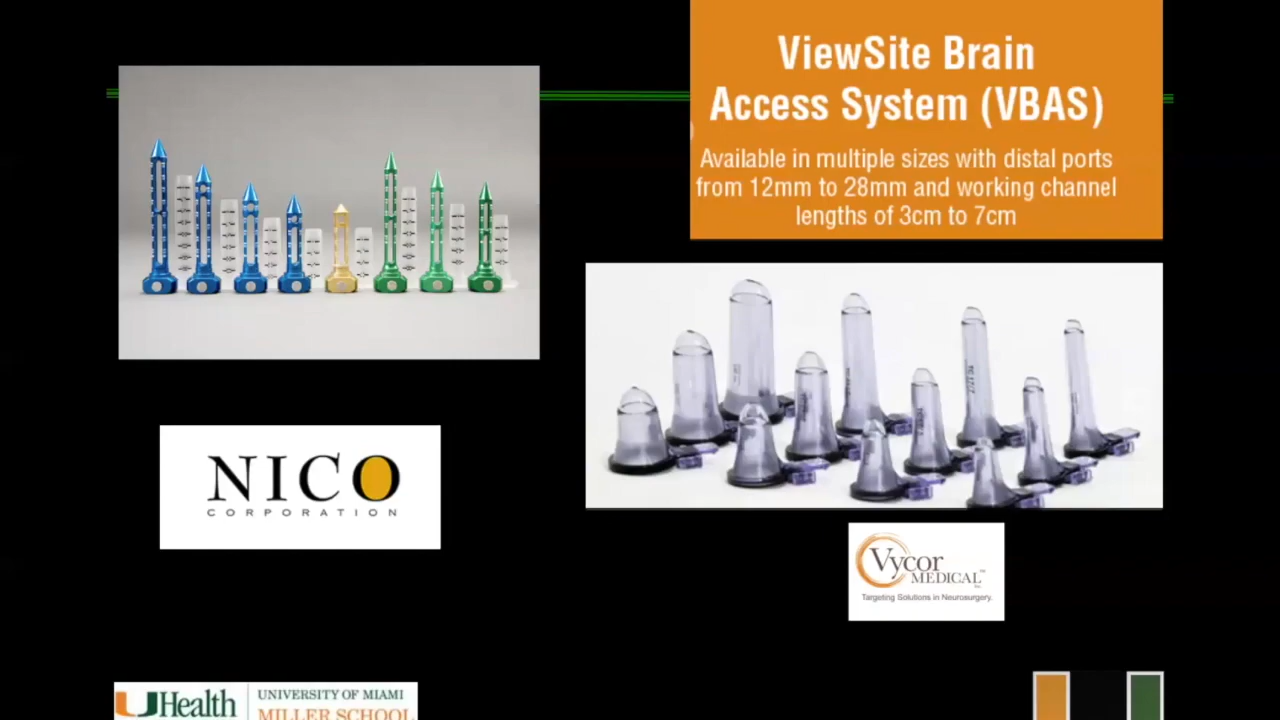 ViewSite Brain
Access System (VBAS)
Available in multiple sizes with distal ports
from 12mm to 28mm and working channel
lengths of 3cm to 7cm
NICO
CORPORATION
Vycor
MEDICAL™
Targeting Solutions in Neurosurgery.
UHealth
UNIVERSITY OF MIAMI
MILLER SCHOOL